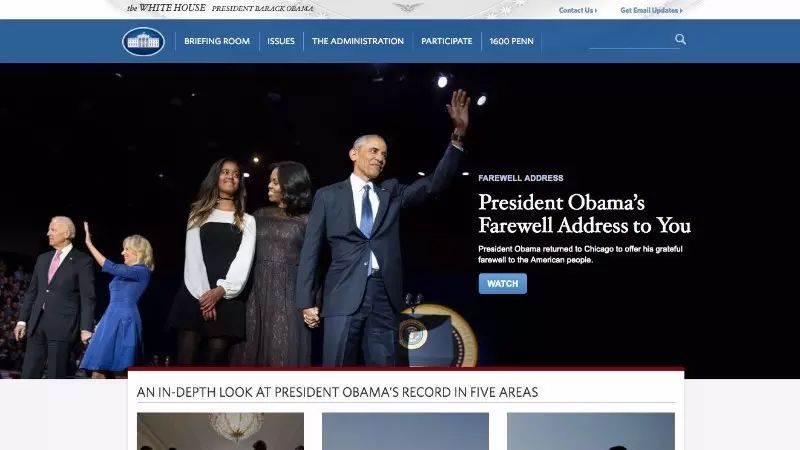 the WHITE HOUSE PRESIDENT BARACK OBAMA
Contact Us
Get Email Updates
BRIEFING ROOM
ISSUES
THE ADMINISTRATION
PARTICIPATE
1600 PENN
FAREWELL ADDRESS
President Obama's
Farewell Address to You
President Obama returned to Chicago to offer his grateful
farewell to the American people.
WATCH
AN IN-DEPTH LOOK AT PRESIDENT OBAMA'S RECORD IN FIVE AREAS